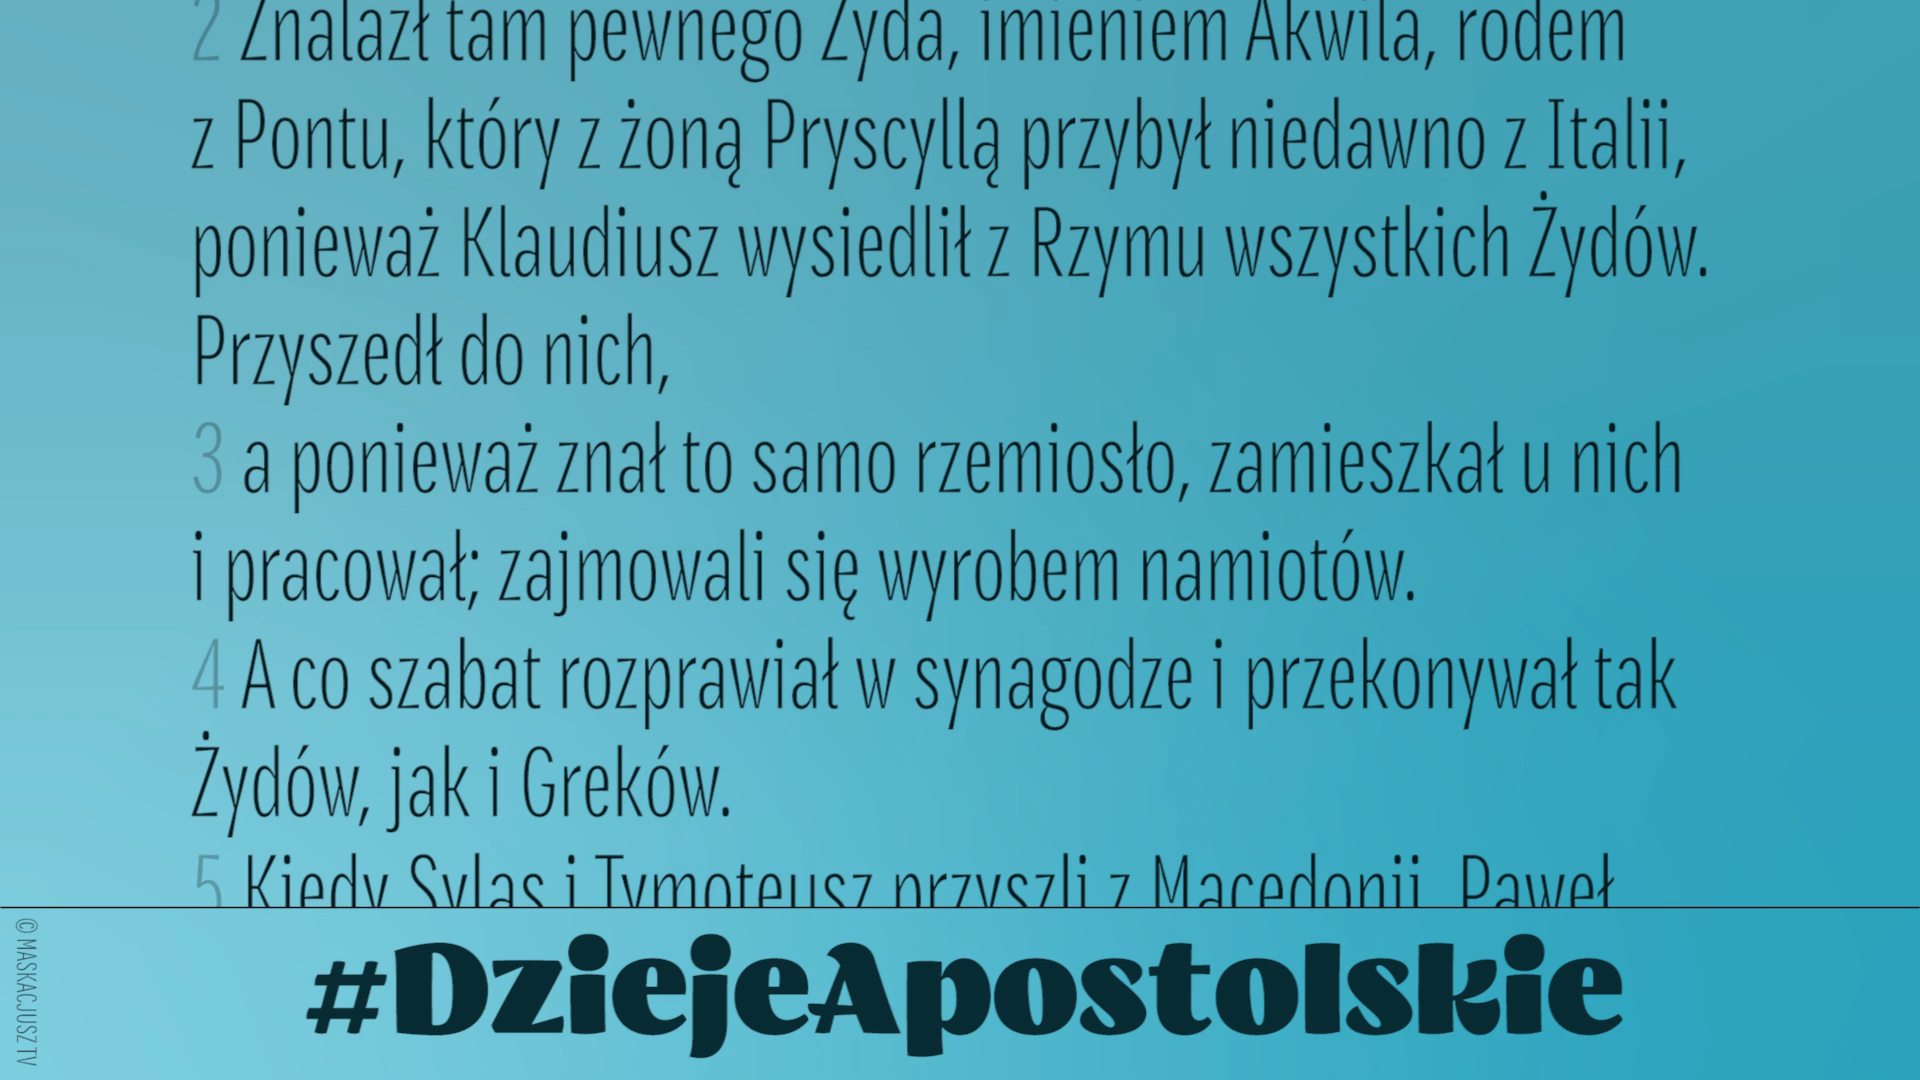 2 Znalazł tam pewnego Żyda, imieniem Akwila, rodem
z Pontu, który z żoną Pryscyllą przybył niedawno z Italii,
ponieważ Klaudiusz wysiedlił z Rzymu wszystkich Żydów.
Przyszedł do nich,
3 a ponieważ znał to samo rzemiosło, zamieszkał u nich
i pracował; zajmowali się wyrobem namiotów.
4 A co szabat rozprawiał w synagodze i przekonywał tak
Żydów, jak i Greków.
5 Kiedy Sylas i Tymoteusz przyszli z Macedonii, Paweł
#DziejeApostolskie
© MASKACJUSZ TV